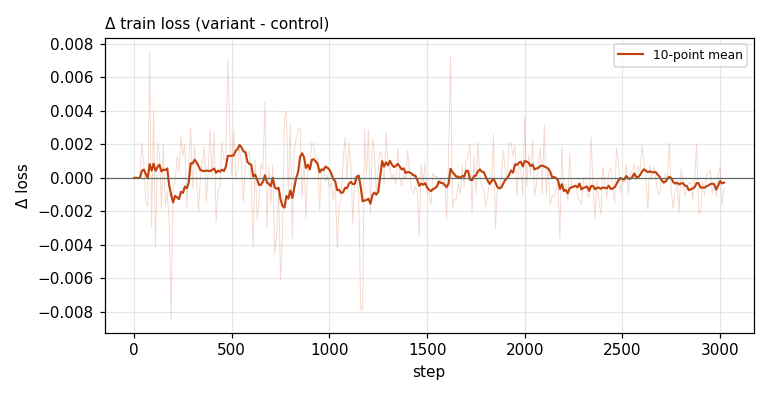 Δ train loss (variant - control)
10-point mean
0.008
0.006
0.004
0.002
0.000
−0.002
−0.004
−0.006
−0.008
Δ loss
0 500 1000 1500 2000 2500 3000
step